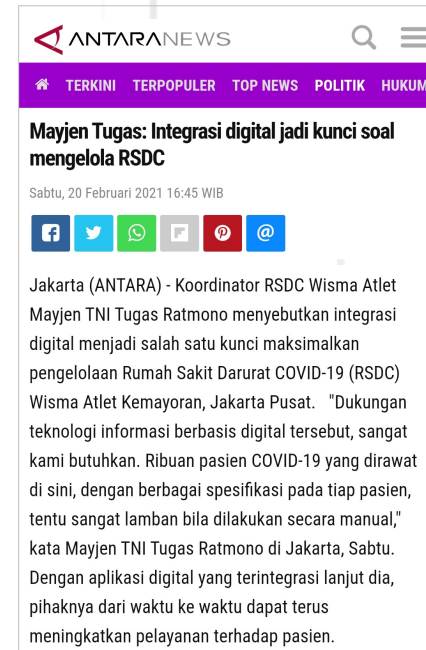 ANTARANEWS
TERKINI TERPOPULER TOP NEWS POLITIK HUKUM
Mayjen Tugas: Integrasi digital jadi kunci soal
mengelola RSDC
Sabtu, 20 Februari 2021 16:45 WIB
Jakarta (ANTARA) - Koordinator RSDC Wisma Atlet
Mayjen TNI Tugas Ratmono menyebutkan integrasi
digital menjadi salah satu kunci maksimalkan
pengelolaan Rumah Sakit Darurat COVID-19 (RSDC)
Wisma Atlet Kemayoran, Jakarta Pusat. "Dukungan
teknologi informasi berbasis digital tersebut, sangat
kami butuhkan. Ribuan pasien COVID-19 yang dirawat
di sini, dengan berbagai spesifikasi pada tiap pasien,
tentu sangat lamban bila dilakukan secara manual,"
kata Mayjen TNI Tugas Ratmono di Jakarta, Sabtu.
Dengan aplikasi digital yang terintegrasi lanjut dia,
pihaknya dari waktu ke waktu dapat terus
meningkatkan pelayanan terhadap pasien.